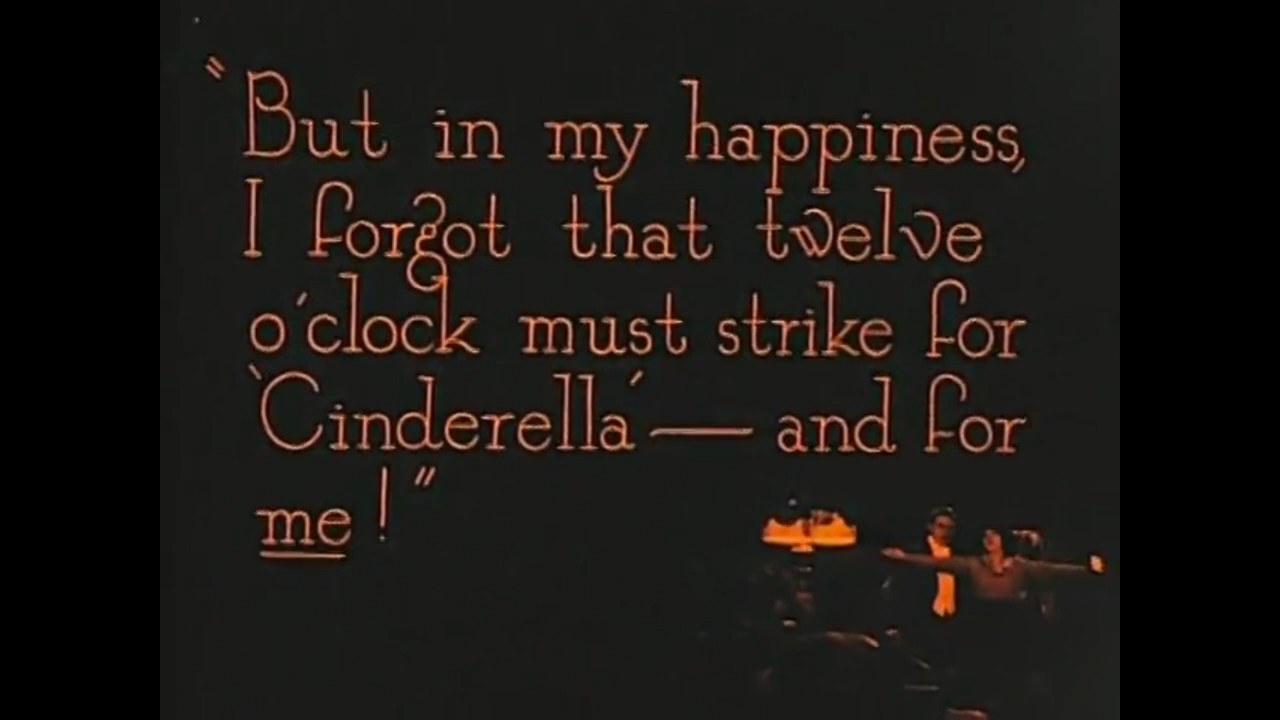 "But in my happiness,
I forgot that twelve
o'clock must strike for
'Cinderella' — and for
me!"